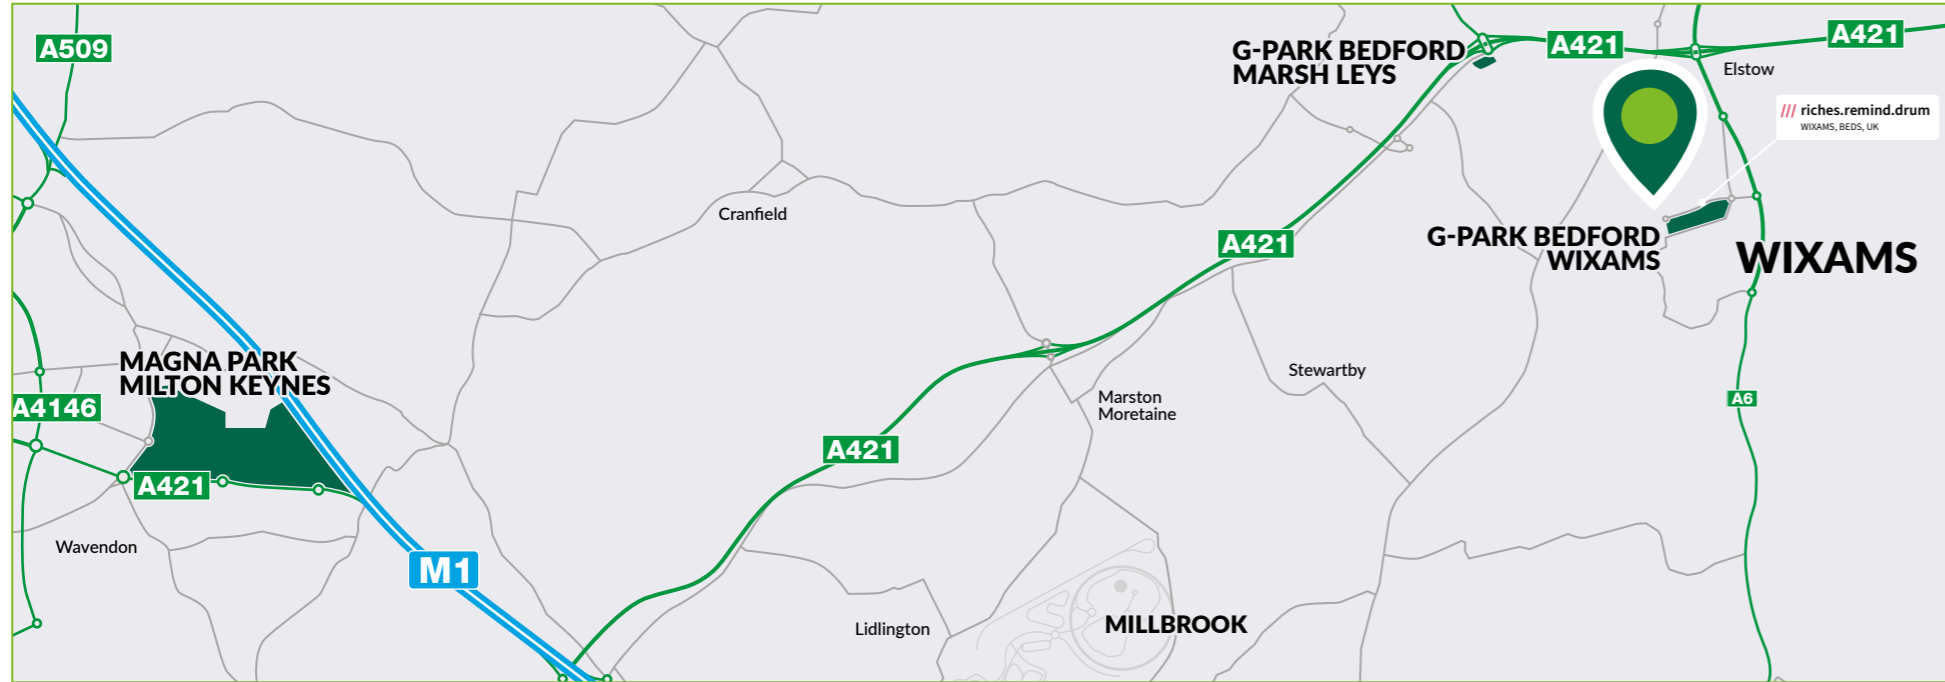 A509
G-PARK BEDFORD
MARSH LEYS
A421
A421
Elstow
/// riches.remind.drum
WIXAMS, BEDS, UK
Cranfield
A421
G-PARK BEDFORD
WIXAMS
WIXAMS
MAGNA PARK
MILTON KEYNES
Stewartby
A4146
Marston
Moretaine
A6
A421
A421
Wavendon
M1
Lidlington
MILLBROOK